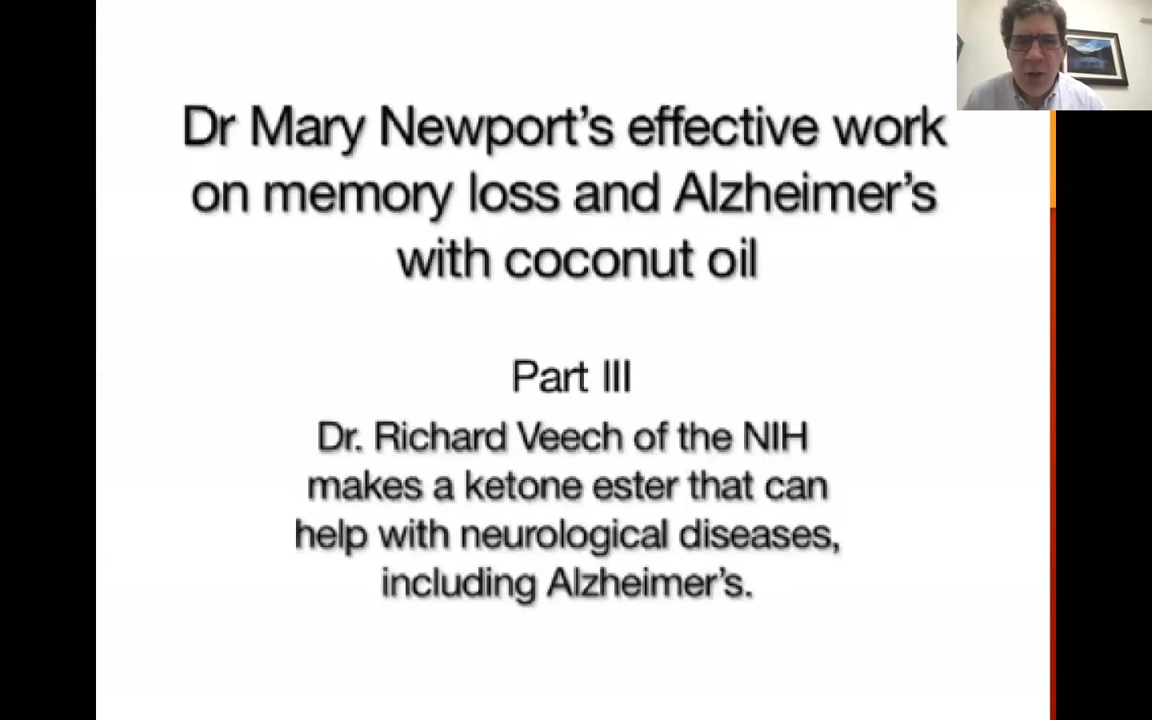 Dr Mary Newport's effective work
on memory loss and Alzheimer's
with coconut oil
Part III
Dr. Richard Veech of the NIH
makes a ketone ester that can
help with neurological diseases,
including Alzheimer's.